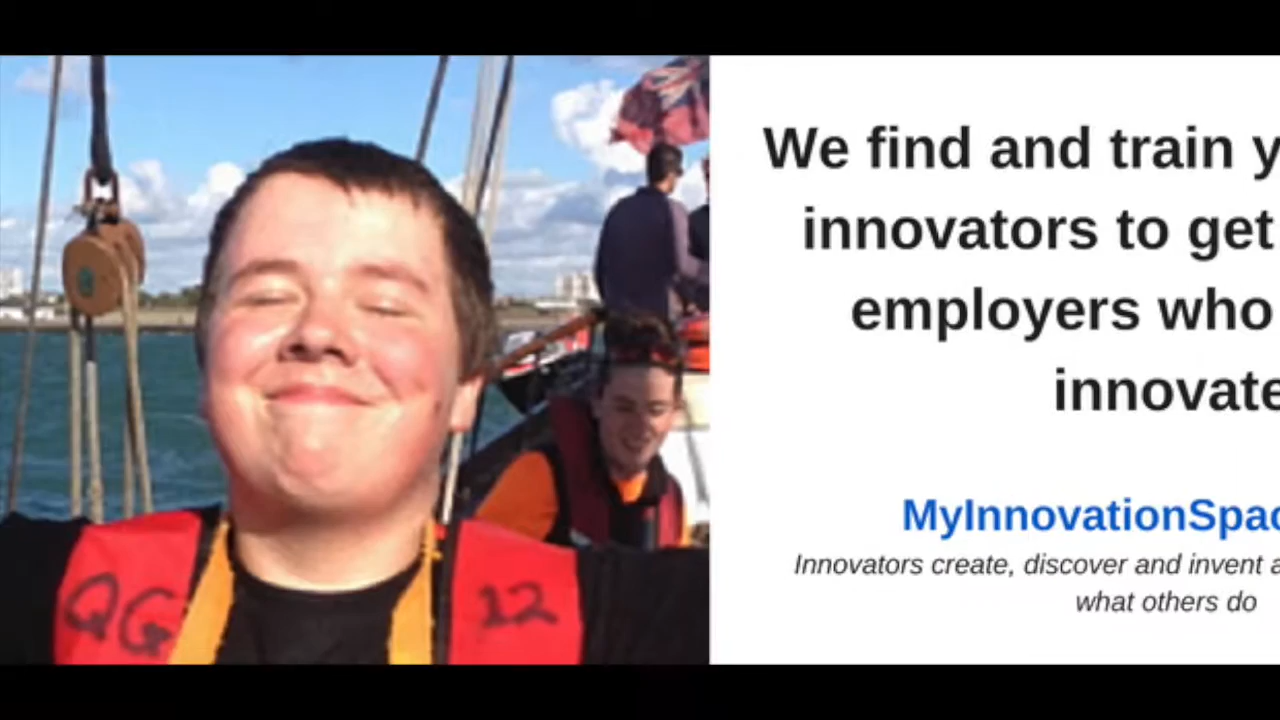 QG
12
We find and train y
innovators to get
employers who
innovate
MyInnovationSpac
Innovators create, discover and invent a
what others do